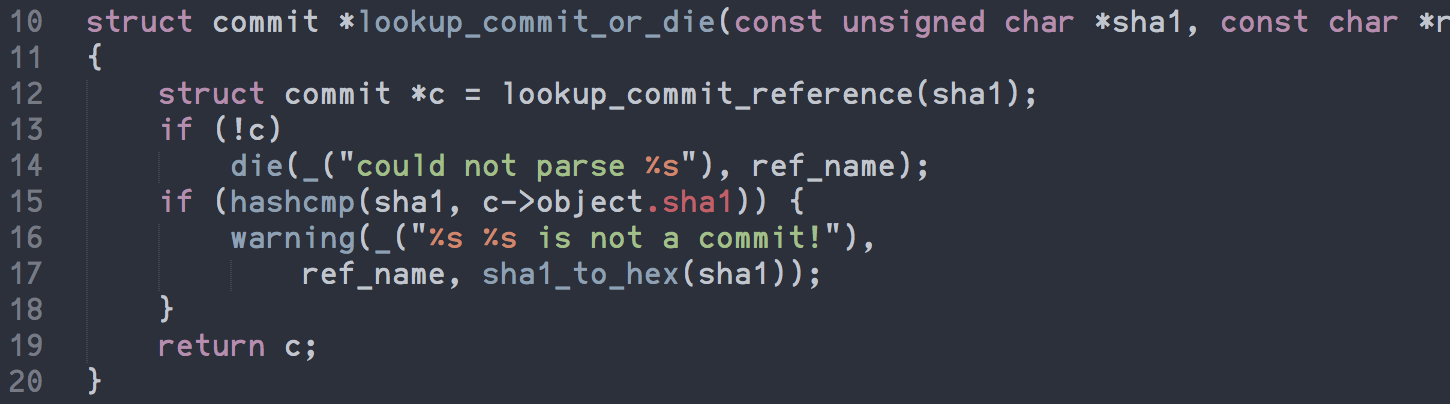 10 struct commit *lookup_commit_or_die(const unsigned char *sha1, const char *r
11 {
12 struct commit *c = lookup_commit_reference(sha1);
13 if (!c)
14 die(_("could not parse %s"), ref_name);
15 if (hashcmp(sha1, c->object.sha1)) {
16 warning(_("%s %s is not a commit!"),
17 ref_name, sha1_to_hex(sha1));
18 }
19 return c;
20 }